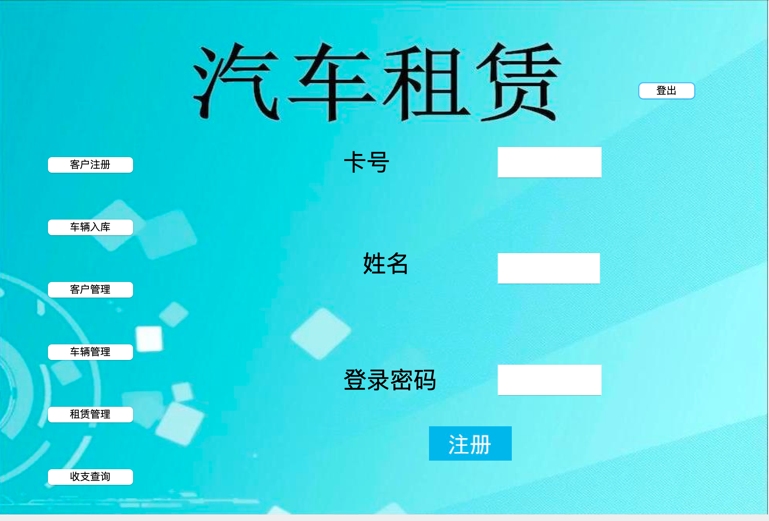 汽车租赁
登出
客户注册
车辆入库
客户管理
车辆管理
租赁管理
收支查询
卡号
姓名
登录密码
注册